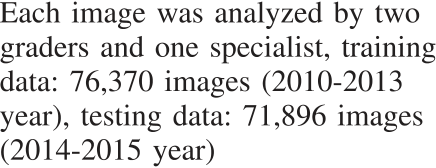 Each image was analyzed by two
graders and one specialist, training
data: 76,370 images (2010-2013
year), testing data: 71,896 images
(2014-2015 year)